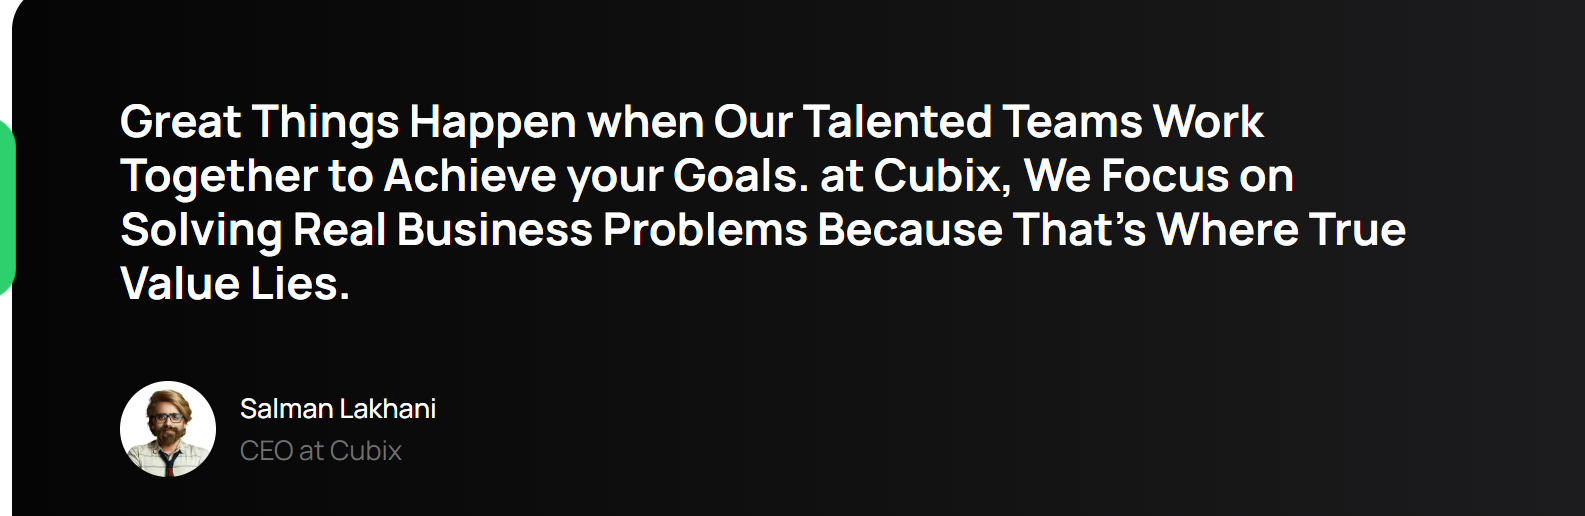 Great Things Happen when Our Talented Teams Work
Together to Achieve your Goals. at Cubix, We Focus on
Solving Real Business Problems Because That’s Where True
Value Lies.
Salman Lakhani
CEO at Cubix